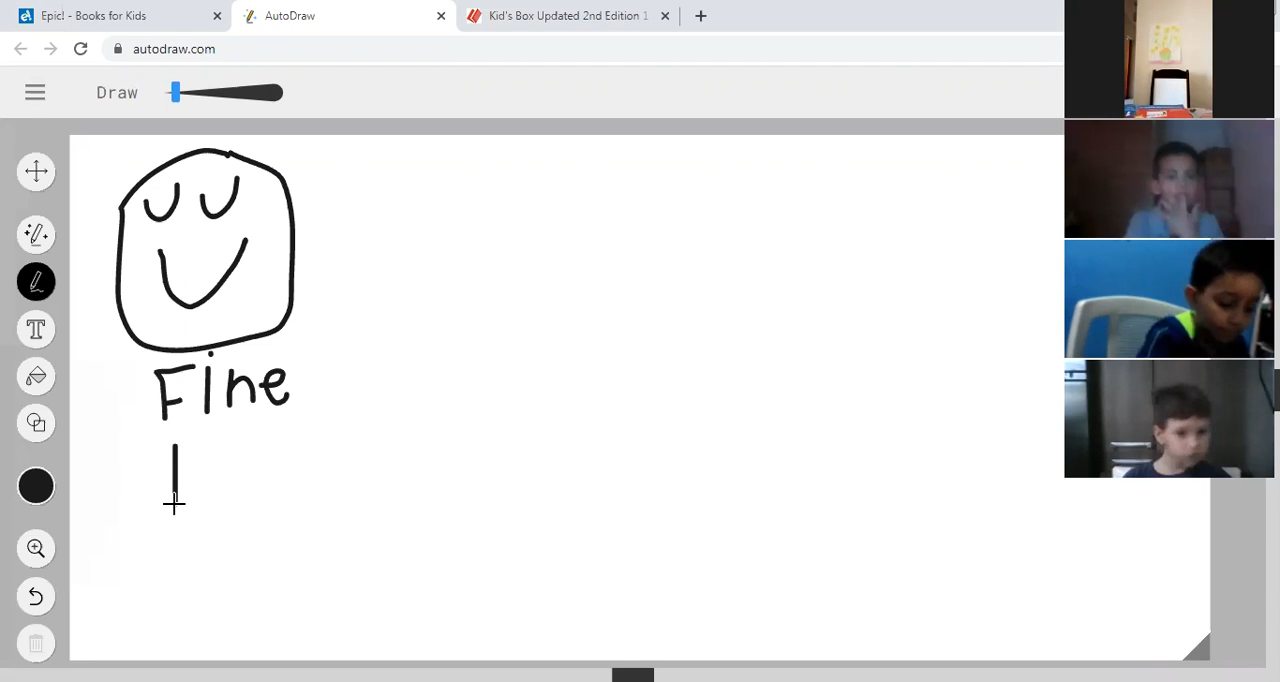 Epic! - Books for Kids
AutoDraw
Kid's Box Updated 2nd Edition 1
autodraw.com
Draw
Fine